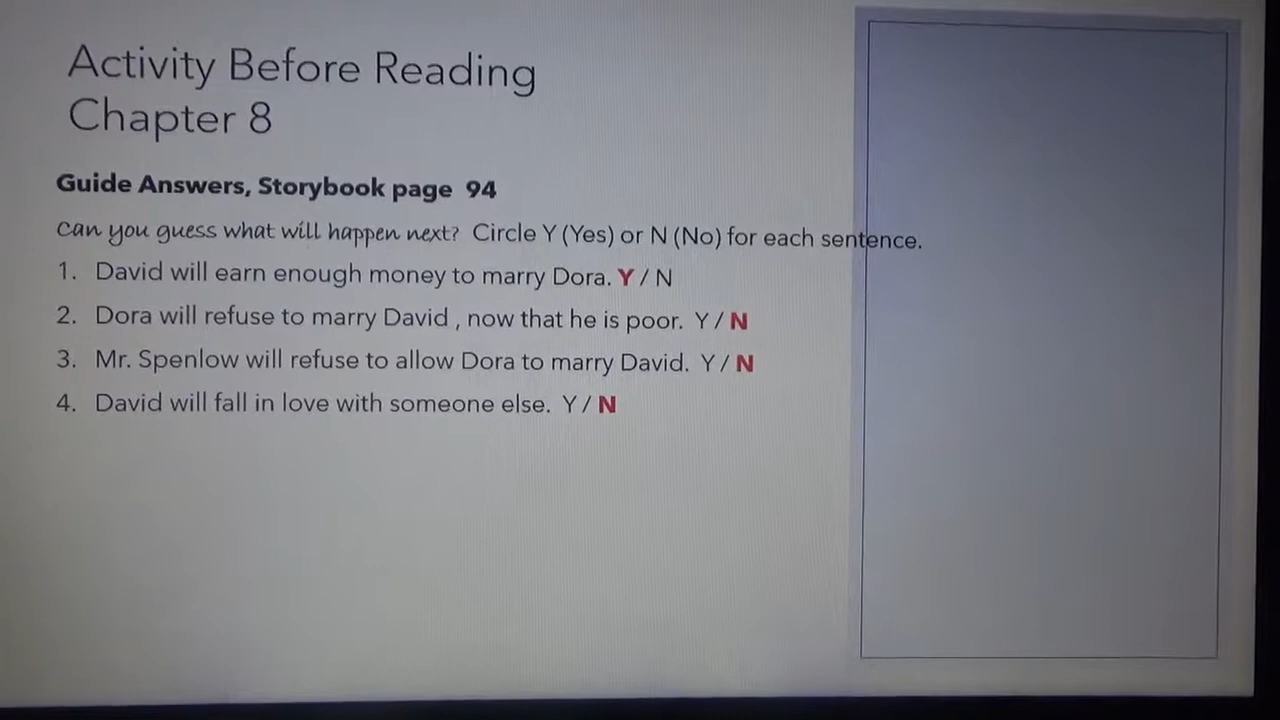 Activity Before Reading
Chapter 8
Guide Answers, Storybook page 94
Can you guess what will happen next? Circle Y (Yes) or N (No) for each sentence.
1. David will earn enough money to marry Dora. Y / N
2. Dora will refuse to marry David , now that he is poor. Y / N
3. Mr. Spenlow will refuse to allow Dora to marry David. Y / N
4. David will fall in love with someone else. Y / N